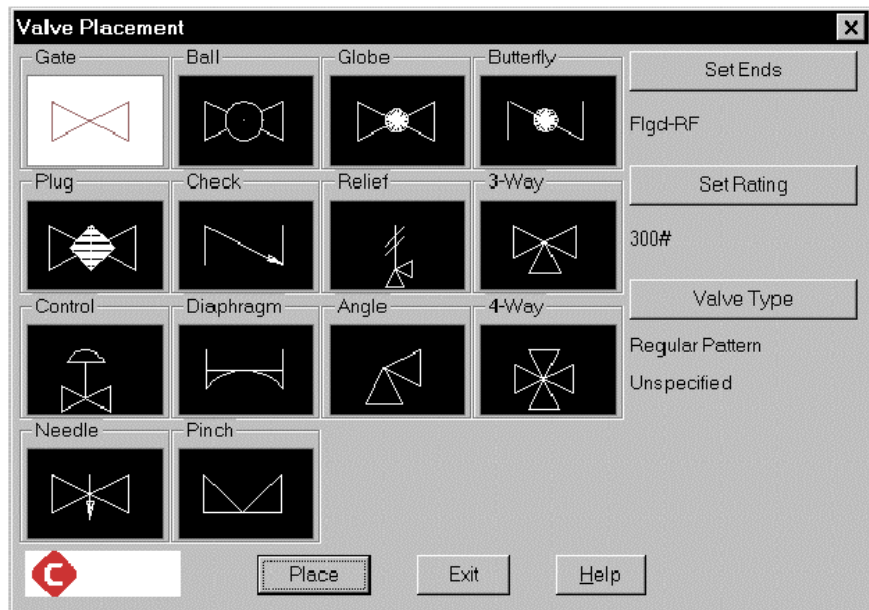 Valve Placement
Gate Ball Globe Butterfly
Set Ends
Flgd-RF
Plug Check Relief 3-Way
Set Rating
300#
Control Diaphragm Angle 4-Way
Valve Type
Regular Pattern
Unspecified
Needle Pinch
C
Place Exit Help